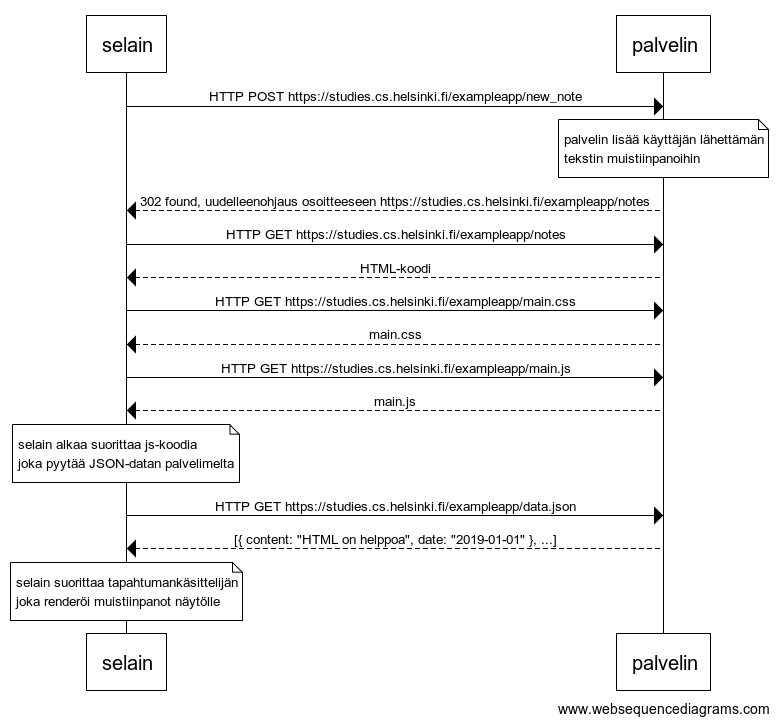 selain
palvelin
HTTP POST https://studies.cs.helsinki.fi/exampleapp/new_note
palvelin lisää käyttäjän lähettämän
tekstin muistiinpanoihin
302 found, uudelleenohjaus osoitteeseen https://studies.cs.helsinki.fi/exampleapp/notes
HTTP GET https://studies.cs.helsinki.fi/exampleapp/notes
HTML-koodi
HTTP GET https://studies.cs.helsinki.fi/exampleapp/main.css
main.css
HTTP GET https://studies.cs.helsinki.fi/exampleapp/main.js
main.js
selain alkaa suorittaa js-koodia
joka pyytää JSON-datan palvelimelta
HTTP GET https://studies.cs.helsinki.fi/exampleapp/data.json
[{ content: "HTML on helppoa", date: "2019-01-01" }, ...]
selain suorittaa tapahtumankäsittelijän
joka renderöi muistiinpanot näytölle
selain
palvelin
www.websequencediagrams.com